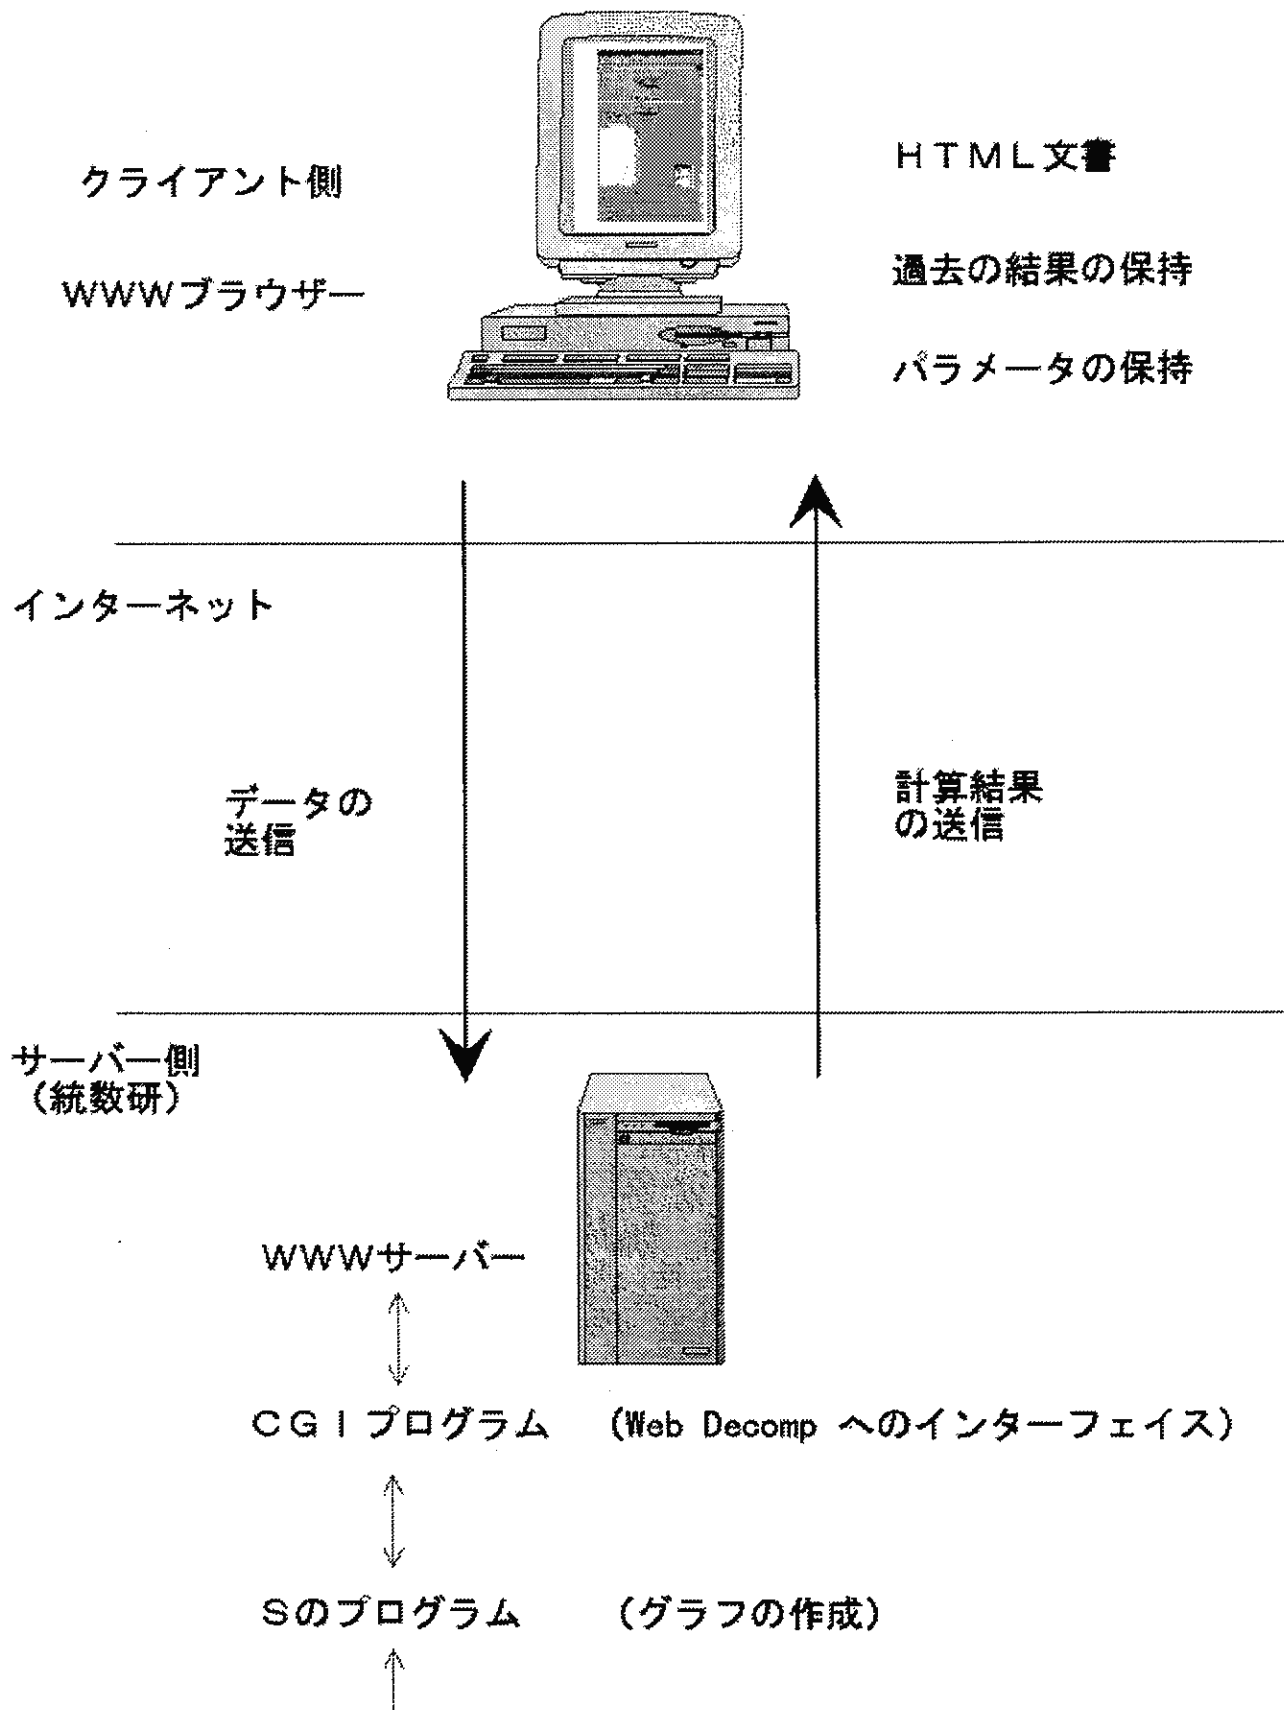 クライアント側
WWWブラウザー
HTML文書
過去の結果の保持
パラメータの保持
インターネット
データの
送信
計算結果
の送信
サーバー側
(統数研)
WWWサーバー
CGIプログラム (Web Decomp へのインターフェイス)
Sのプログラム (グラフの作成)